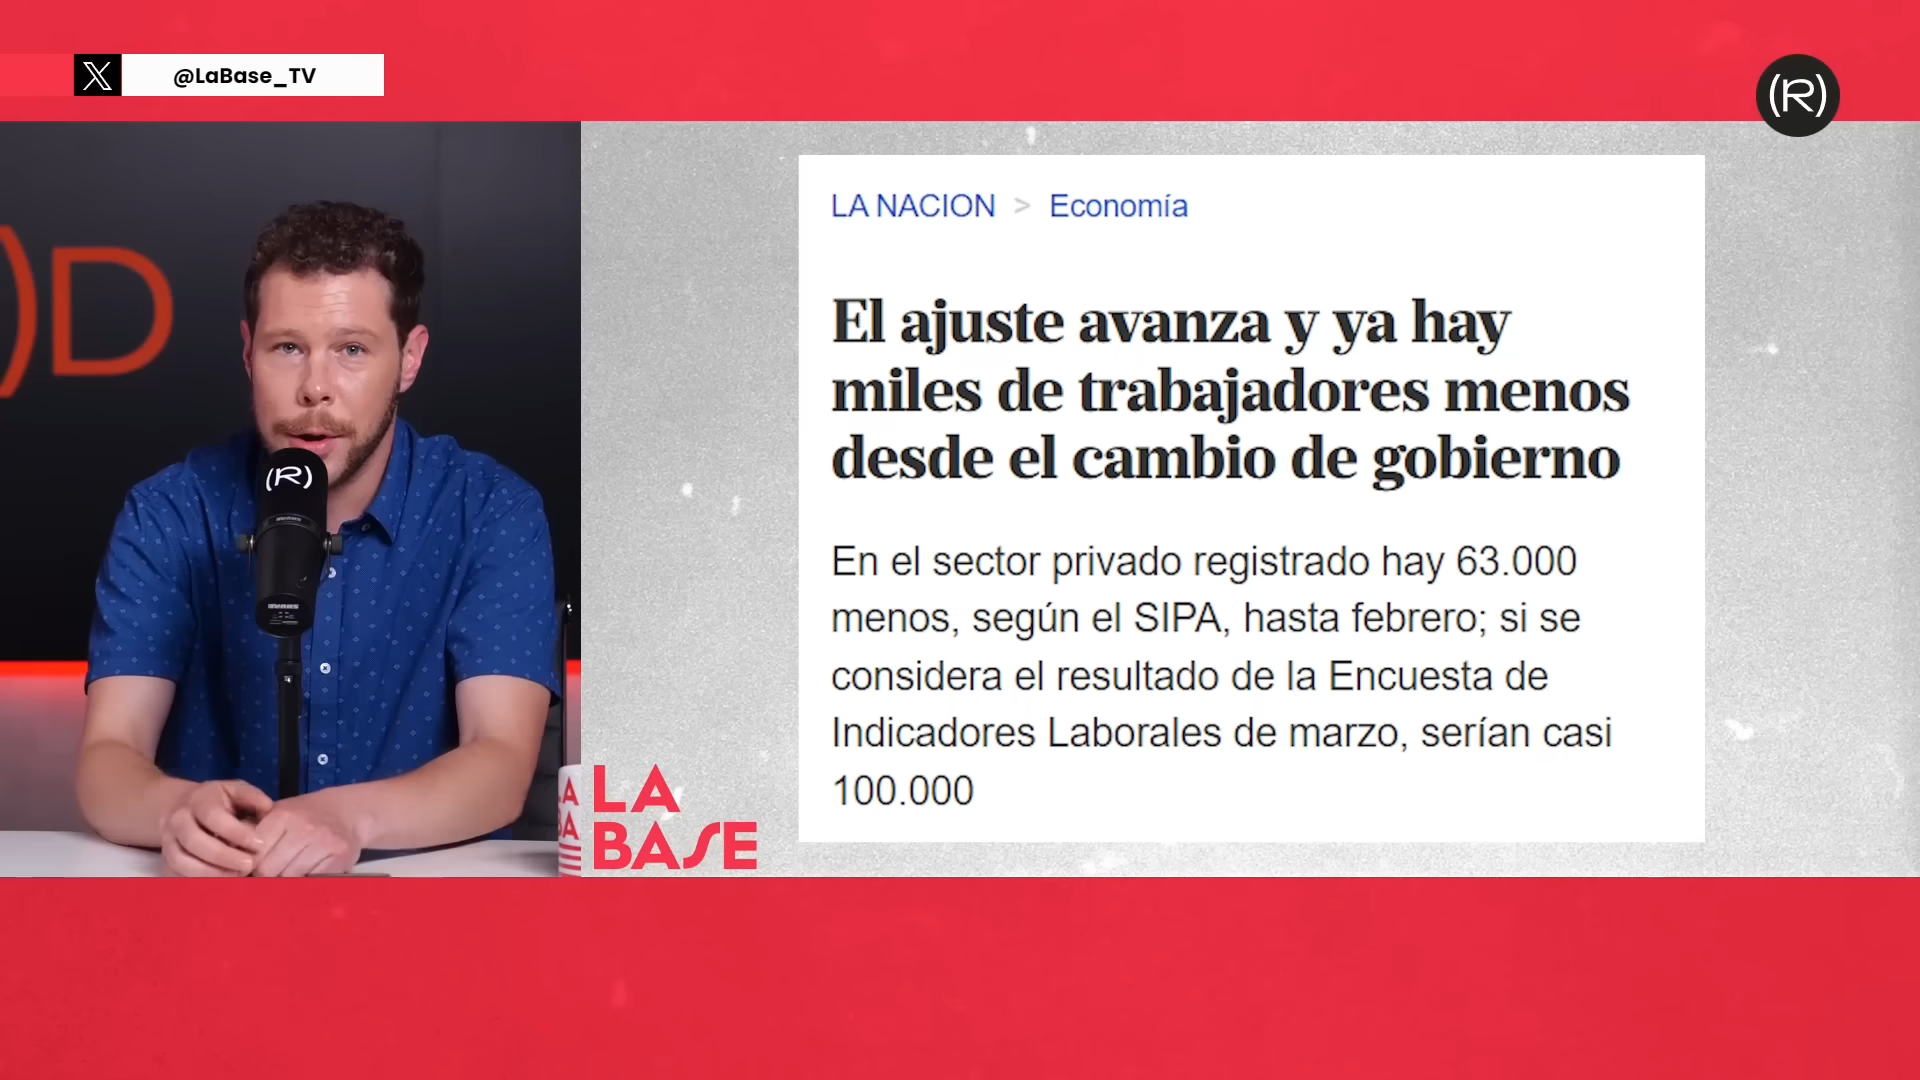 @LaBase_TV
(R)
)D
LA NACION > Economía
El ajuste avanza y ya hay
miles de trabajadores menos
desde el cambio de gobierno
En el sector privado registrado hay 63.000
menos, según el SIPA, hasta febrero; si se
considera el resultado de la Encuesta de
Indicadores Laborales de marzo, serían casi
100.000
(R)
LA
BA
LA
BASE